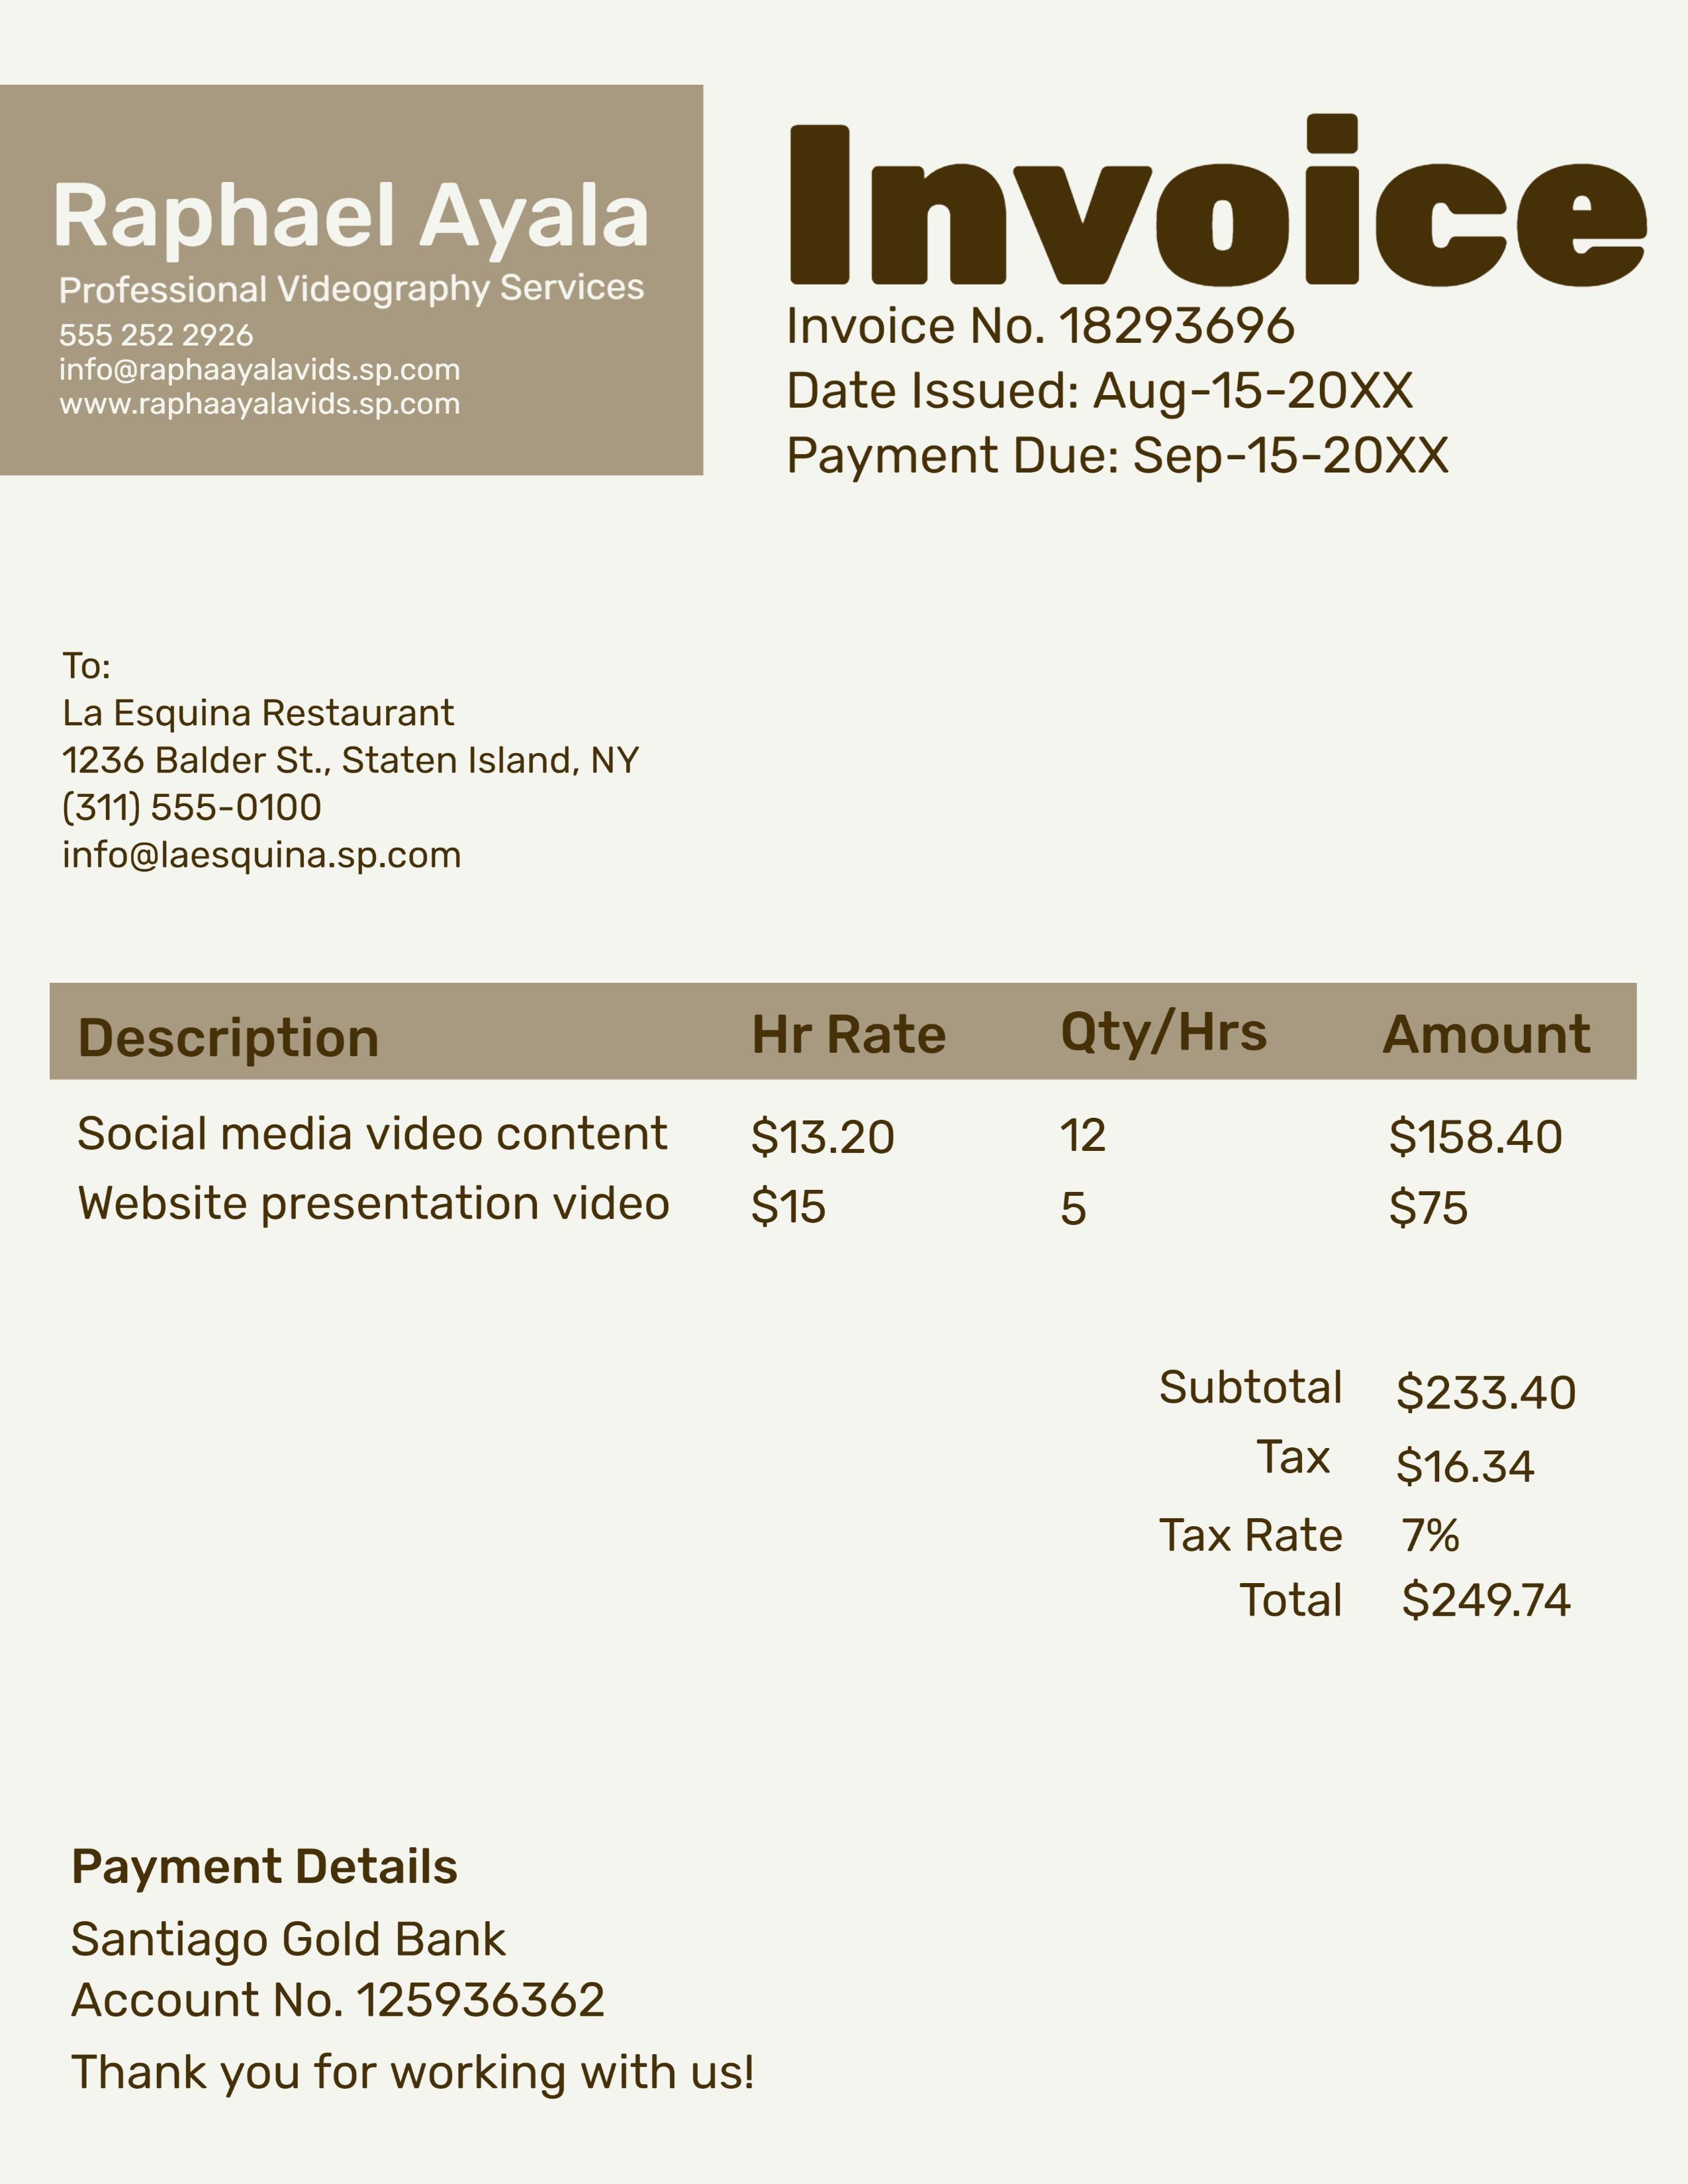 Raphael Ayala
Professional Videography Services
555 252 2926
info@raphaayalavids.sp.com
www.raphaayalavids.sp.com
Invoice
Invoice No. 18293696
Date Issued: Aug-15-20XX
Payment Due: Sep-15-20XX
To:
La Esquina Restaurant
1236 Balder St., Staten Island, NY
(311) 555-0100
info@laesquina.sp.com
Description Hr Rate Qty/Hrs Amount
Social media video content $13.20 12 $158.40
Website presentation video $15 5 $75
Subtotal $233.40
Tax $16.34
Tax Rate 7%
Total $249.74
Payment Details
Santiago Gold Bank
Account No. 125936362
Thank you for working with us!